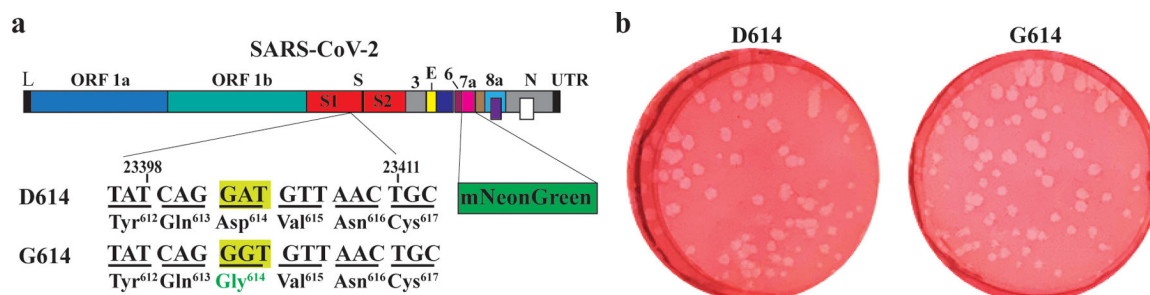 a
SARS-CoV-2
L ORF 1a ORF 1b S 3 E 6 7a 8a N UTR
S1 S2
23398 23411
D614 TAT CAG GAT GTT AAC TGC
Tyr612 Gln613 Asp614 Val615 Asn616 Cys617
mNeonGreen
G614 TAT CAG GGT GTT AAC TGC
Tyr612 Gln613 Gly614 Val615 Asn616 Cys617
b
D614 G614